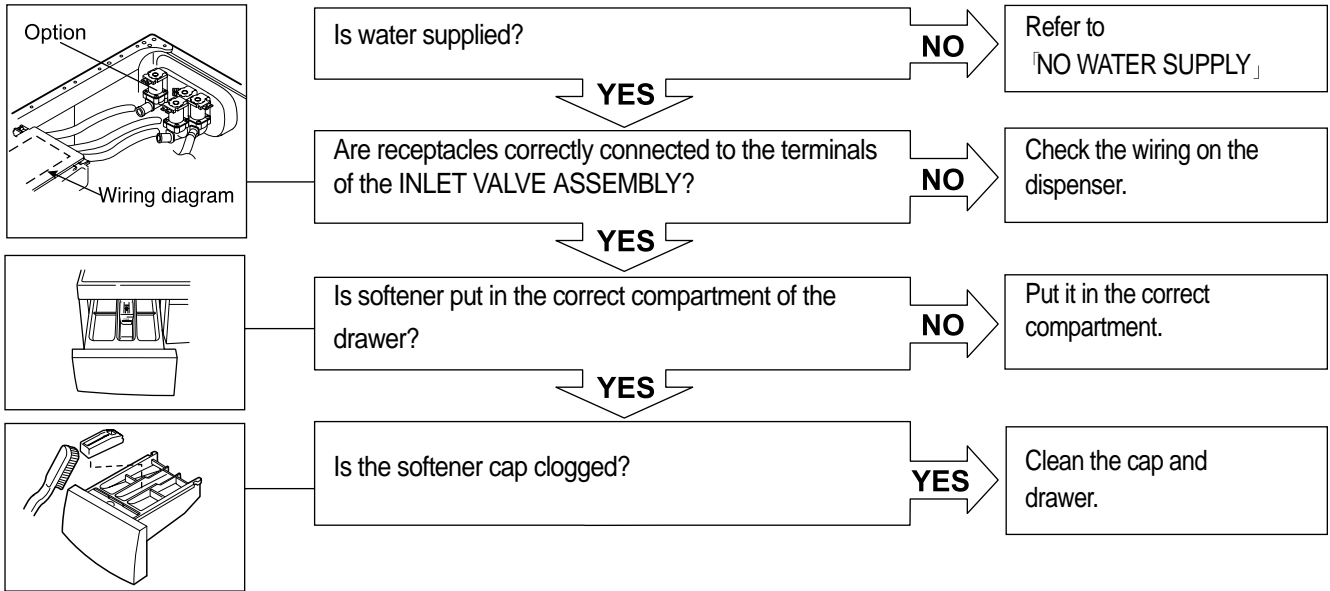 Option
Wiring diagram
Is water supplied?
NO
Refer to
「NO WATER SUPPLY」
YES
Are receptacles correctly connected to the terminals
of the INLET VALVE ASSEMBLY?
NO
Check the wiring on the
dispenser.
YES
Is softener put in the correct compartment of the
drawer?
NO
Put it in the correct
compartment.
YES
Is the softener cap clogged?
YES
Clean the cap and
drawer.